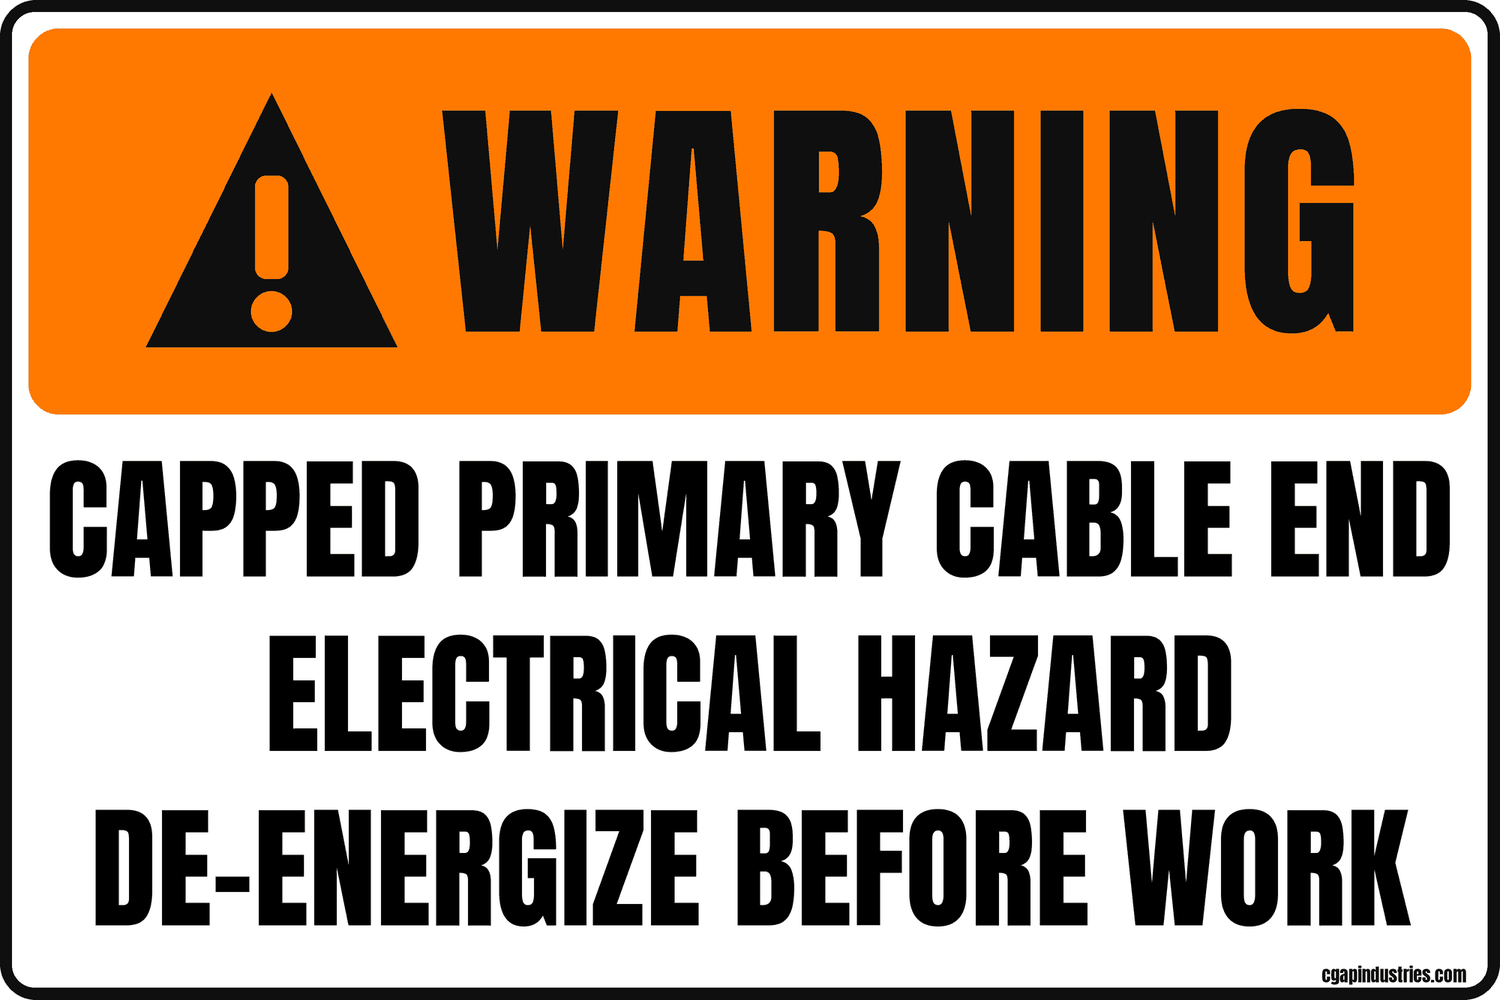 WARNING
CAPPED PRIMARY CABLE END
ELECTRICAL HAZARD
DE-ENERGIZE BEFORE WORK
cgapindustries.com